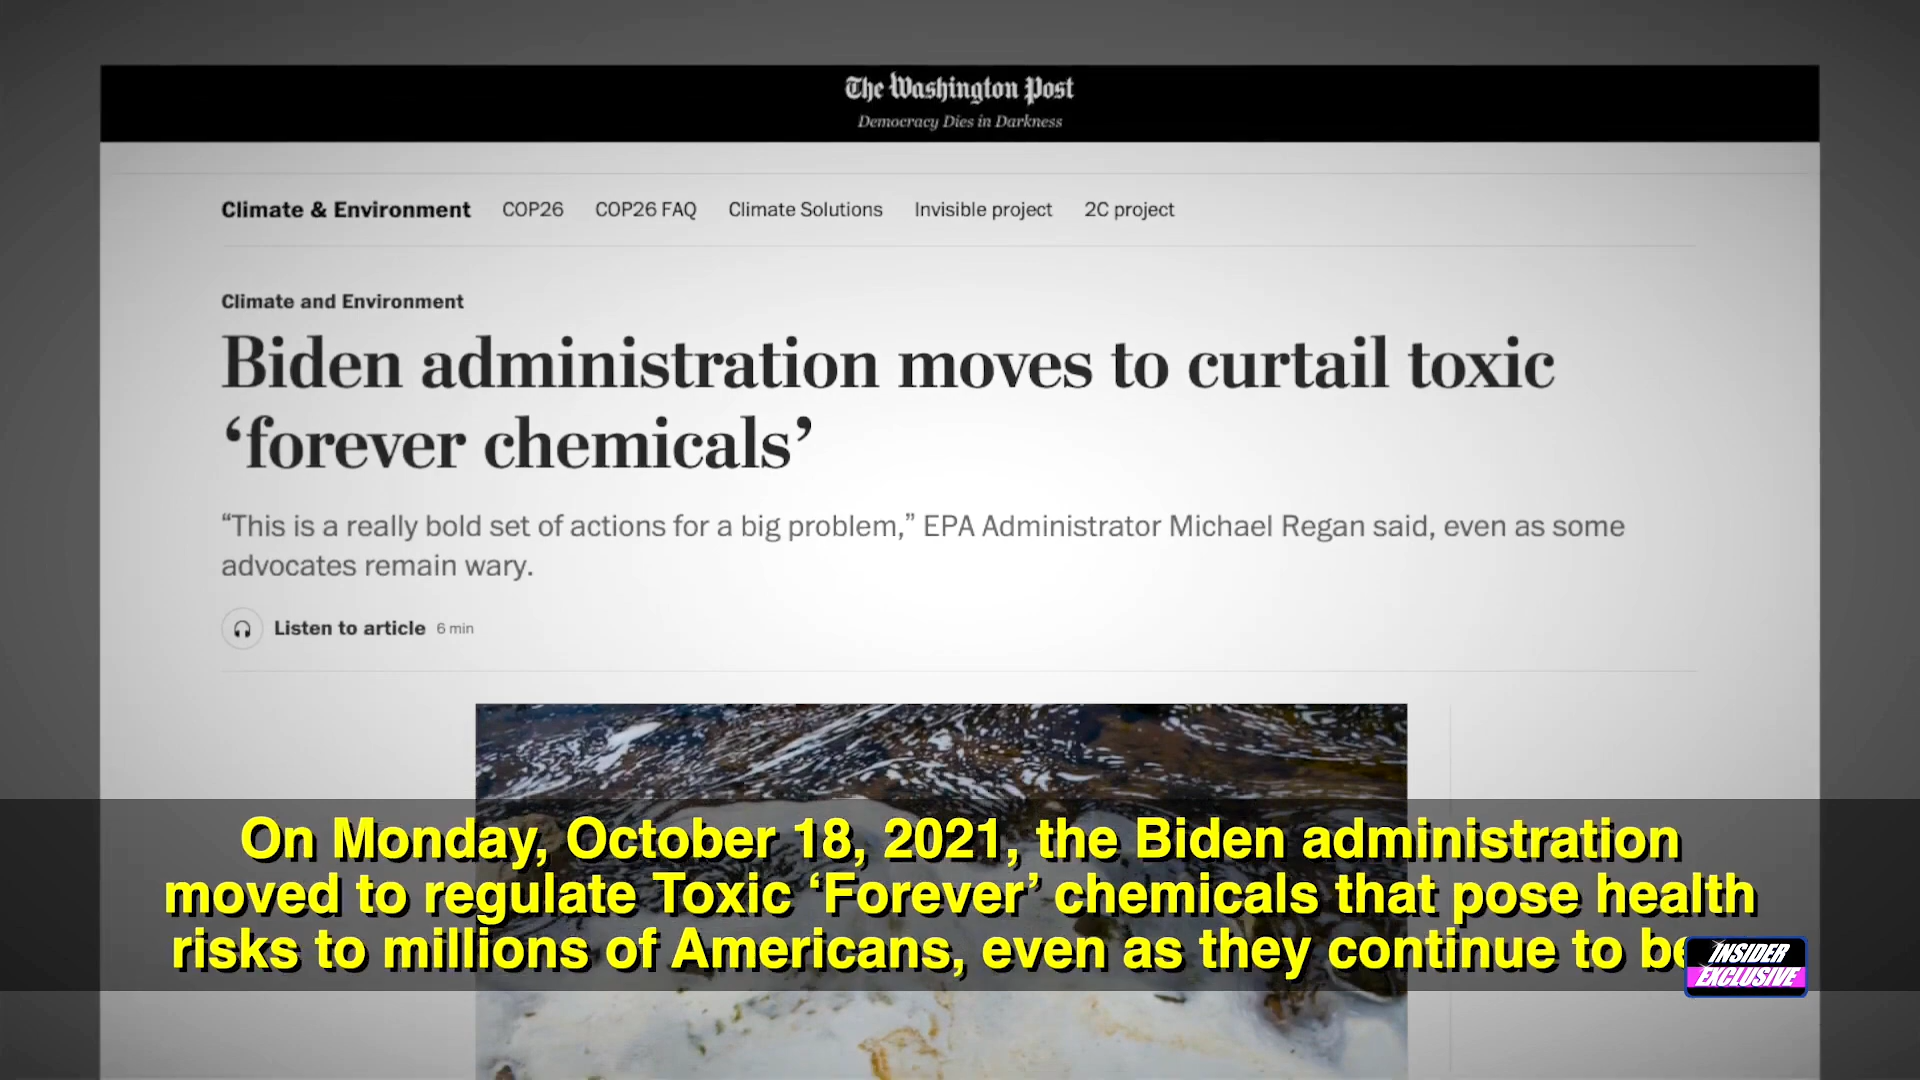 The Washington Post
Democracy Dies in Darkness
Climate & Environment COP26 COP26 FAQ Climate Solutions Invisible project 2C project
Climate and Environment
Biden administration moves to curtail toxic
‘forever chemicals’
“This is a really bold set of actions for a big problem,” EPA Administrator Michael Regan said, even as some
advocates remain wary.
Listen to article 6 min
On Monday, October 18, 2021, the Biden administration
moved to regulate Toxic ‘Forever’ chemicals that pose health
risks to millions of Americans, even as they continue to be
INSIDER
EXCLUSIVE